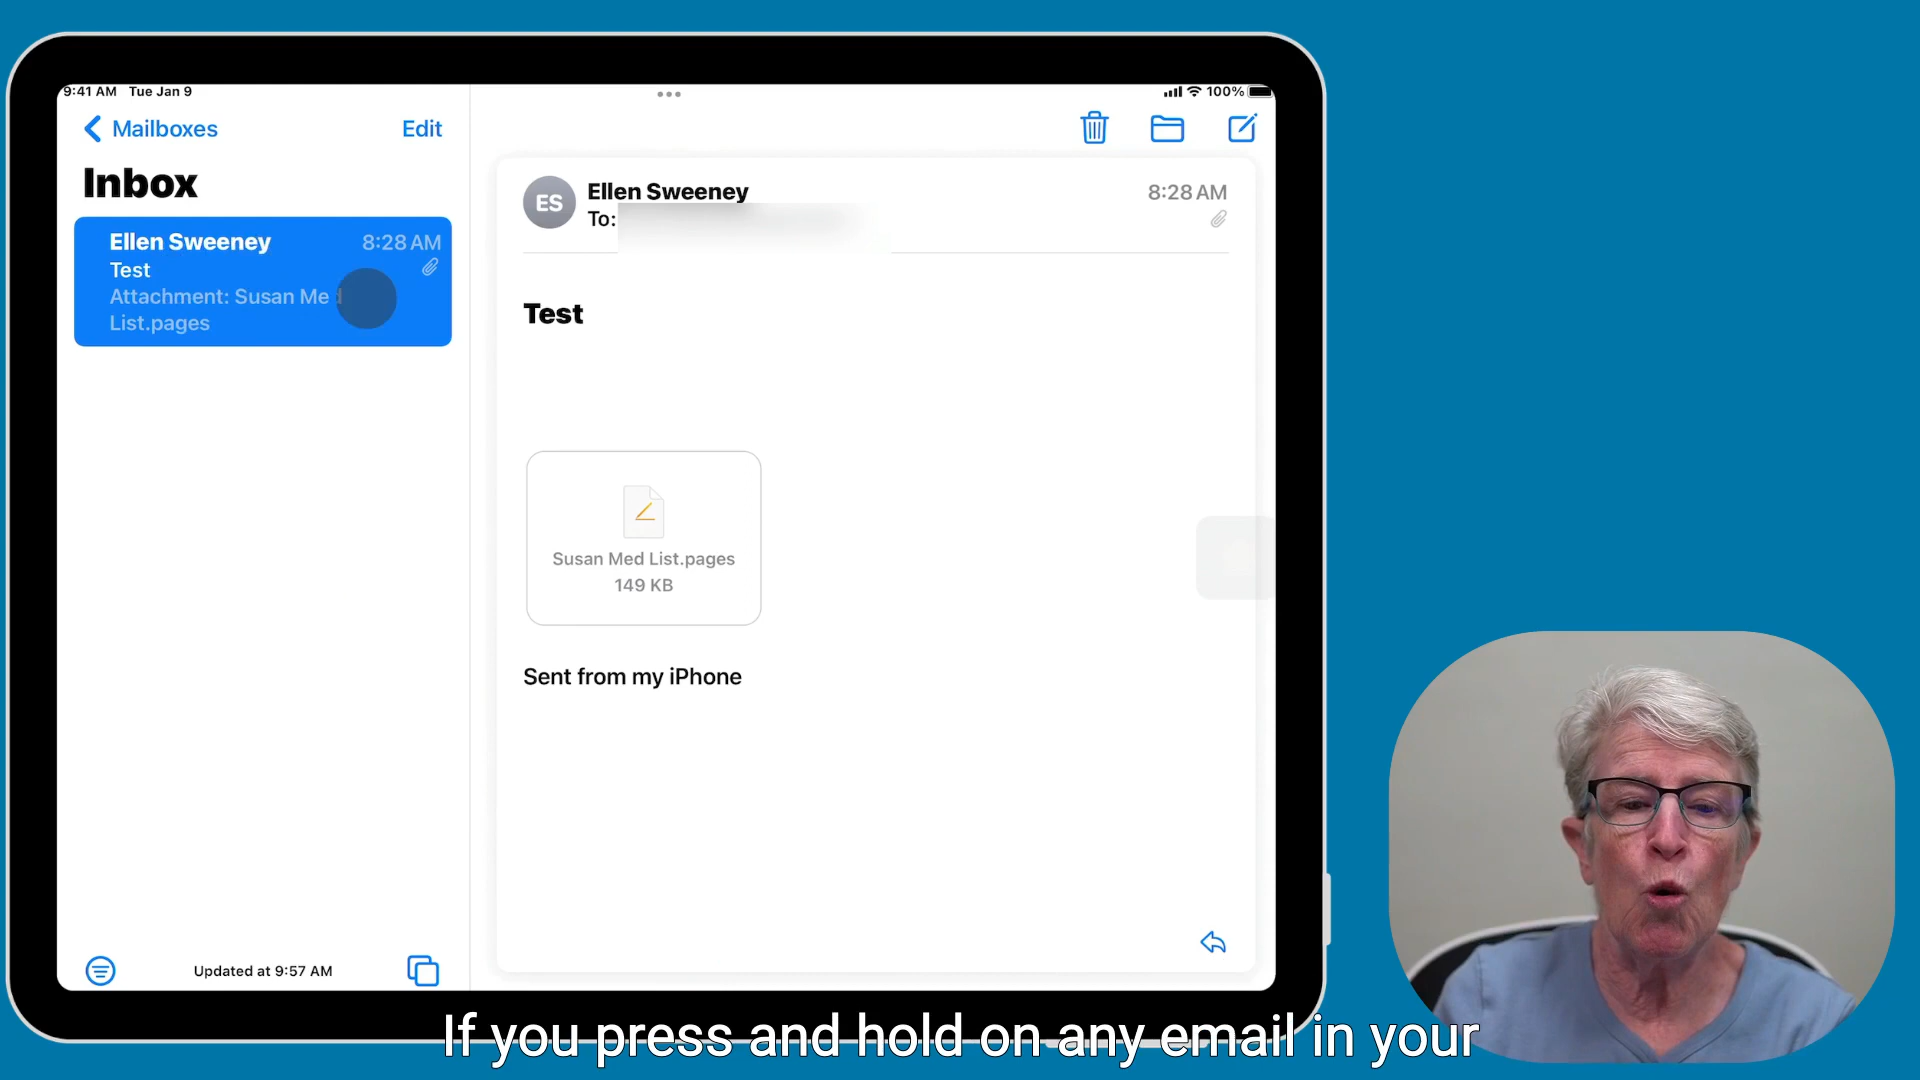 9:41 AM Tue Jan 9
100%
Mailboxes
Edit
Inbox
Ellen Sweeney 8:28 AM
Test
Attachment: Susan Med
List.pages
Updated at 9:57 AM
ES
Ellen Sweeney
8:28 AM
To:
Test
Susan Med List.pages
149 KB
Sent from my iPhone
If you press and hold on any email in your